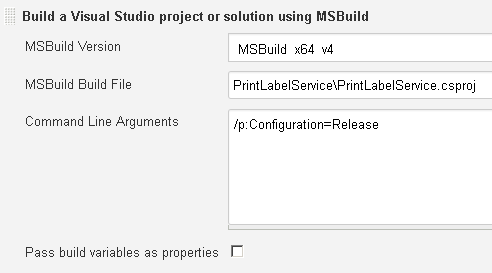 Build a Visual Studio project or solution using MSBuild
MSBuild Version
MSBuild x64 v4
MSBuild Build File
PrintLabelService\PrintLabelService.csproj
Command Line Arguments
/p:Configuration=Release
Pass build variables as properties